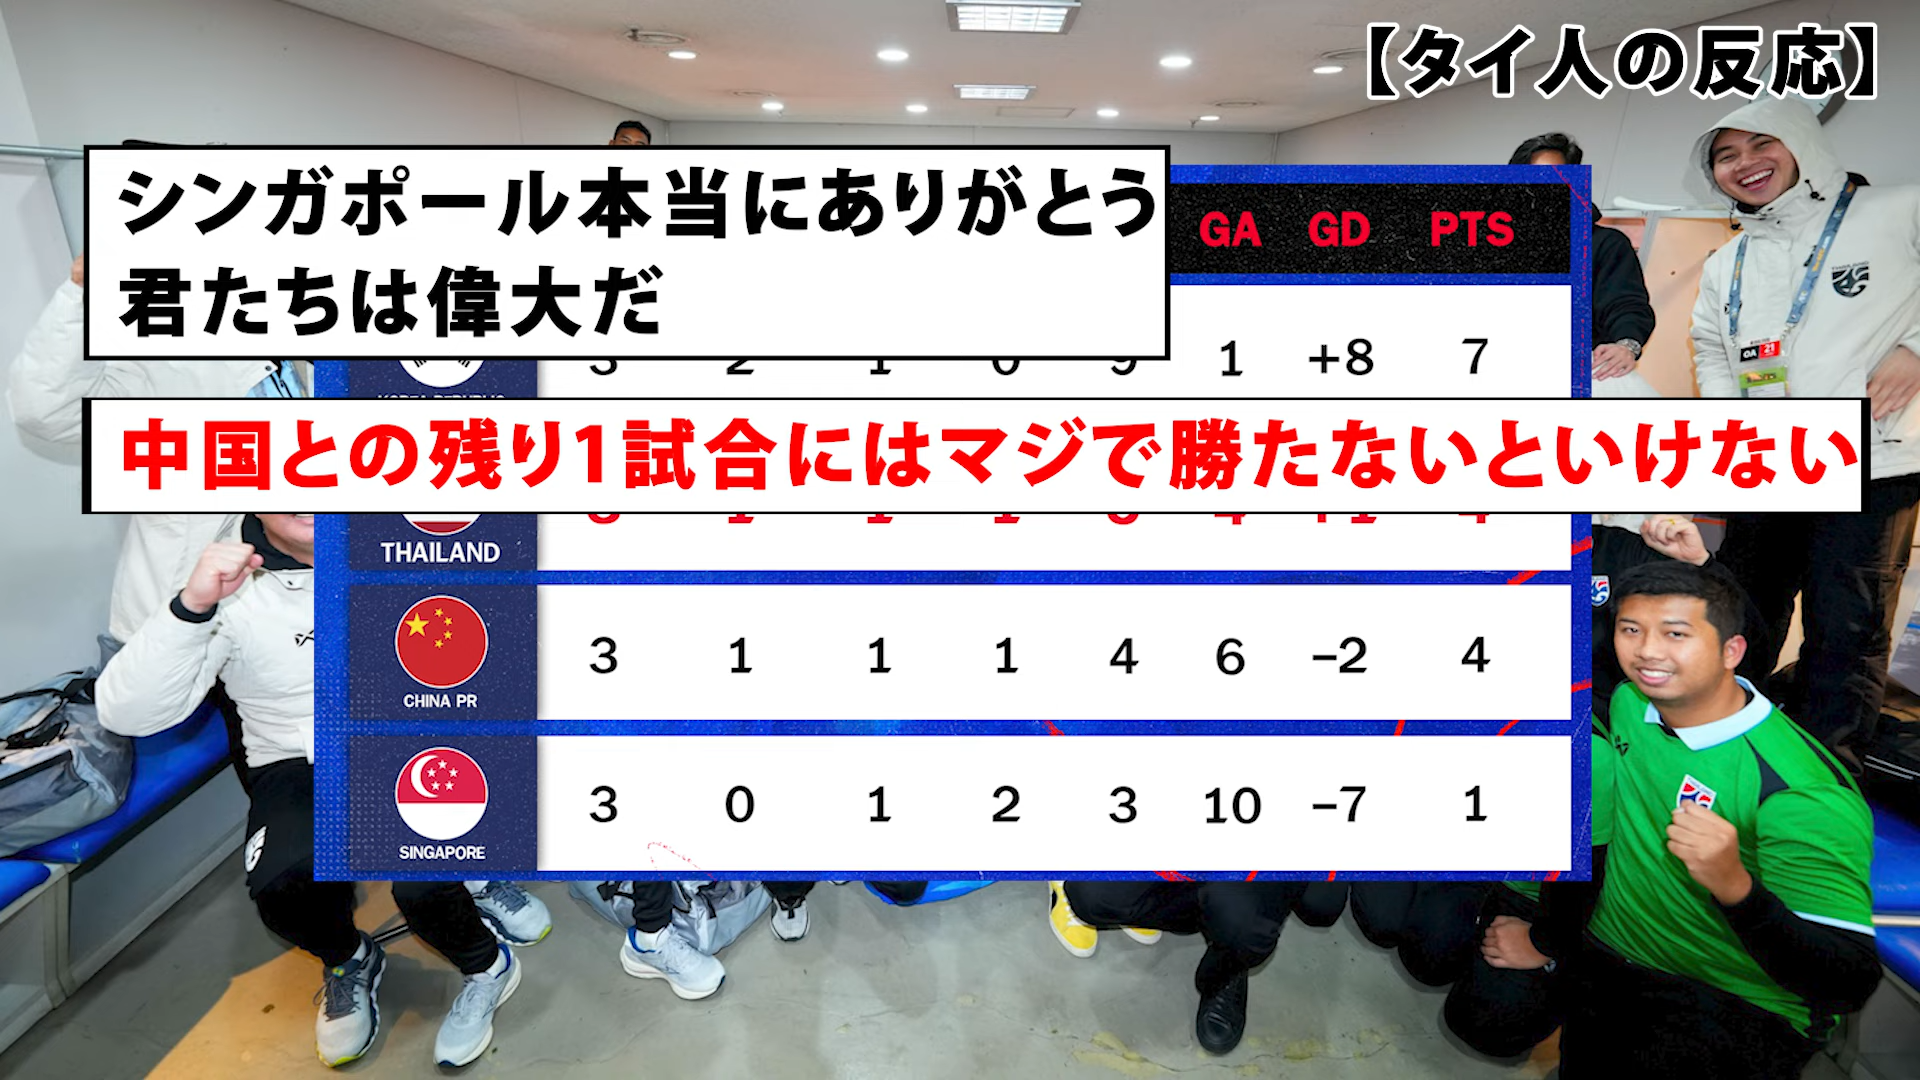 【タイ人の反応】
シンガポール本当にありがとう
君たちは偉大だ
GA GD PTS
1 +8 7
中国との残り1試合にはマジで勝たないといけない
THAILAND
3 1 1 1 4 6 −2 4
CHINA PR
3 0 1 2 3 10 −7 1
SINGAPORE